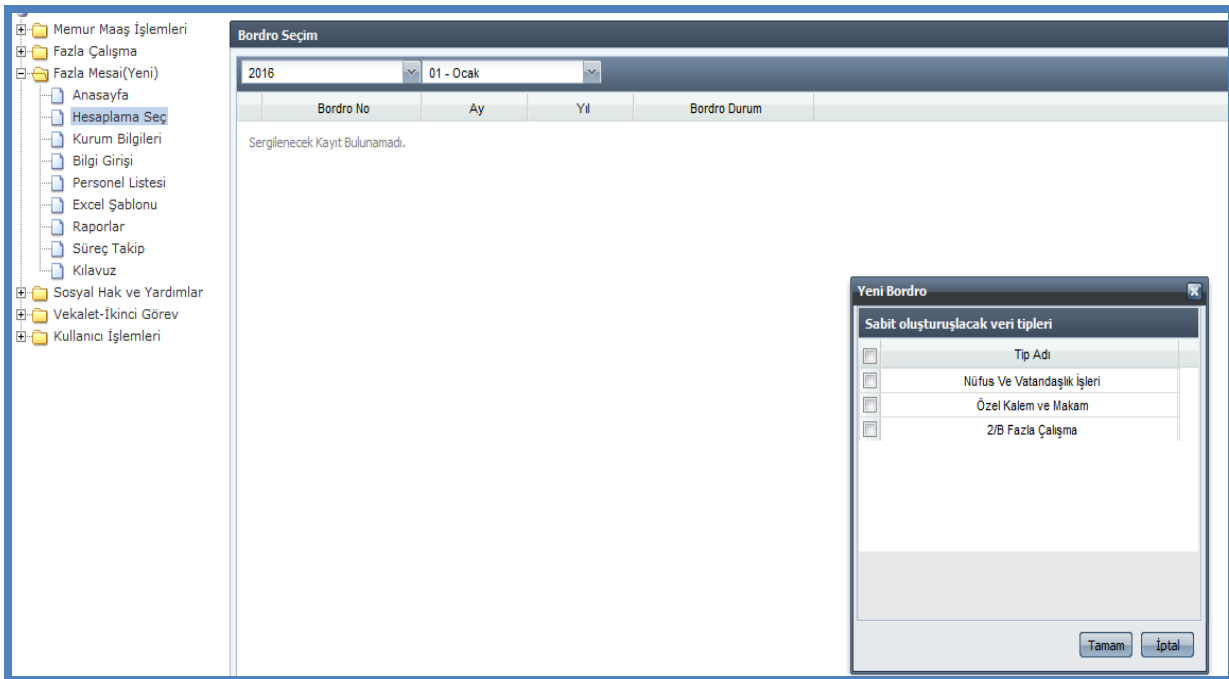 Memur Maaş İşlemleri
Fazla Çalışma
Fazla Mesai(Yeni)
Anasayfa
Hesaplama Seç
Kurum Bilgileri
Bilgi Girişi
Personel Listesi
Excel Şablonu
Raporlar
Süreç Takip
Kılavuz
Sosyal Hak ve Yardımlar
Vekalet-İkinci Görev
Kullanıcı İşlemleri
Bordro Seçim
2016 01 - Ocak
Bordro No Ay Yıl Bordro Durum
Sergilenecek Kayıt Bulunamadı.
Yeni Bordro
Sabit oluşturuşlacak veri tipleri
Tip Adı
Nüfus Ve Vatandaşlık İşleri
Özel Kalem ve Makam
2/B Fazla Çalışma
Tamam İptal